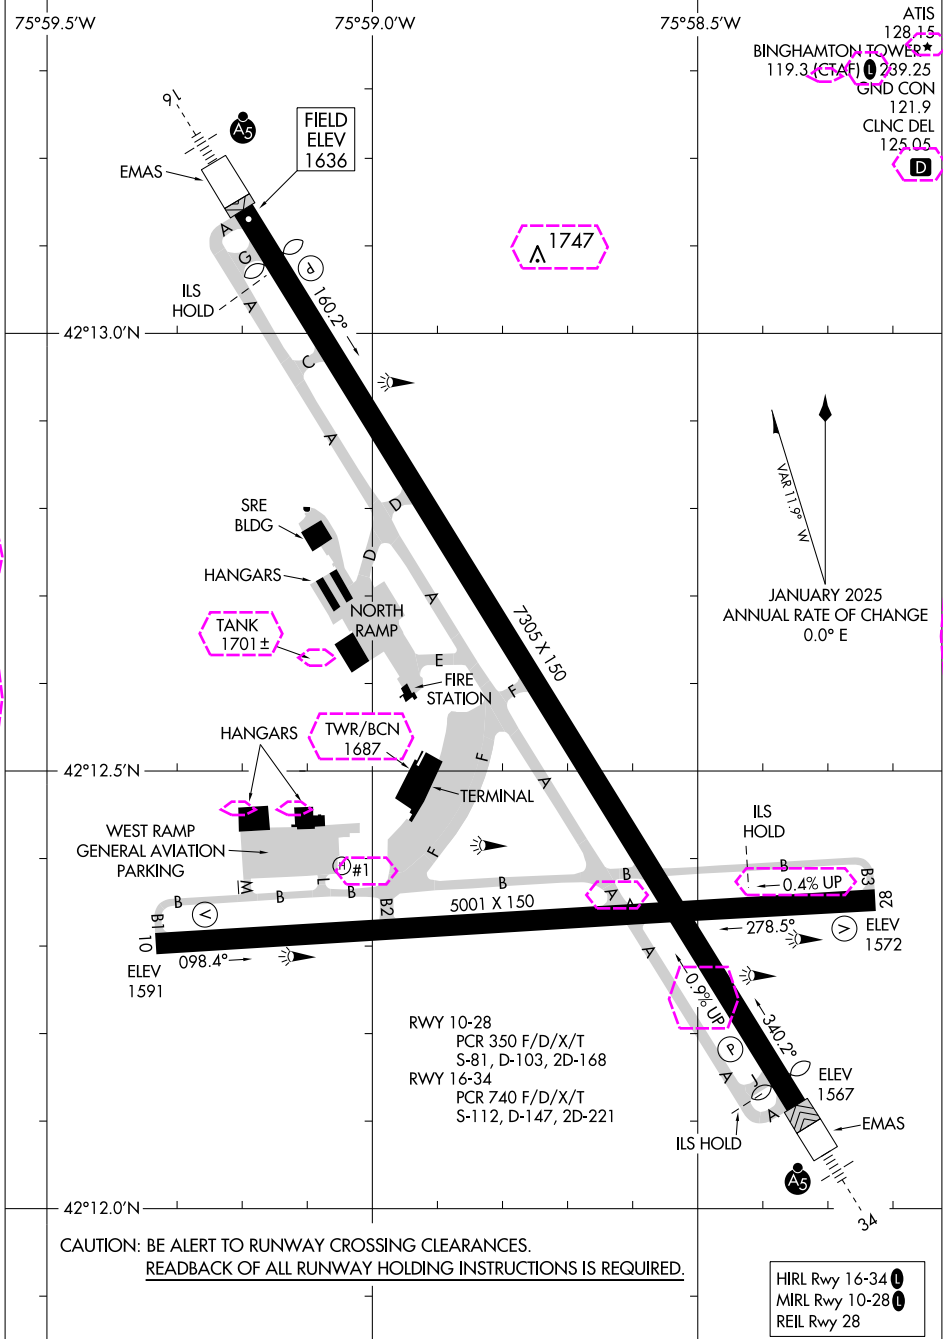 75°59.5'W
75°59.0'W
75°58.5'W
ATIS
128.15
BINGHAMTON TOWER★
119.3 (CTAF) L 239.25
GND CON
121.9
CLNC DEL
125.05
D
16
A5
FIELD
ELEV
1636
EMAS
1747
A
G
A
P
ILS
HOLD
160.2°
42°13.0'N
C
A
D
VAR 11.9° W
SRE
BLDG
D
HANGARS
A
JANUARY 2025
ANNUAL RATE OF CHANGE
0.0° E
NORTH
RAMP
7305 X 150
TANK
1701±
E
FIRE
STATION
F
TWR/BCN
1687
HANGARS
F
42°12.5'N
A
TERMINAL
ILS
HOLD
WEST RAMP
GENERAL AVIATION
PARKING
F
H #1
B
B
B
0.4% UP
B3
M
L
B
B
B2
A
A
28
B1
V
5001 X 150
10
278.5°
V
ELEV
1572
098.4°
ELEV
1591
A
0.9% UP
340.2°
RWY 10-28
PCR 350 F/D/X/T
S-81, D-103, 2D-168
RWY 16-34
PCR 740 F/D/X/T
S-112, D-147, 2D-221
P
A
J
A
ELEV
1567
EMAS
ILS HOLD
A5
34
42°12.0'N
CAUTION: BE ALERT TO RUNWAY CROSSING CLEARANCES.
READBACK OF ALL RUNWAY HOLDING INSTRUCTIONS IS REQUIRED.
HIRL Rwy 16-34 L
MIRL Rwy 10-28 L
REIL Rwy 28